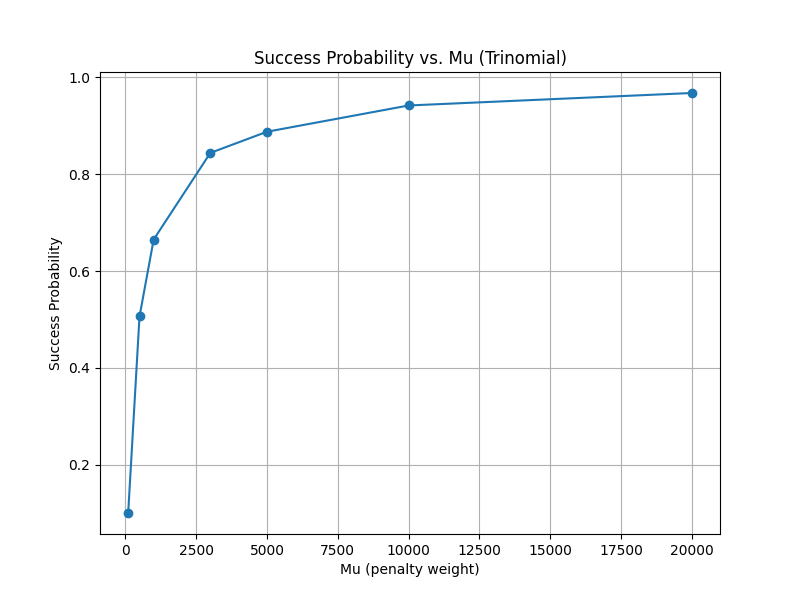 Success Probability vs. Mu (Trinomial)
1.0
0.8
0.6
0.4
0.2
Success Probability
0 2500 5000 7500 10000 12500 15000 17500 20000
Mu (penalty weight)